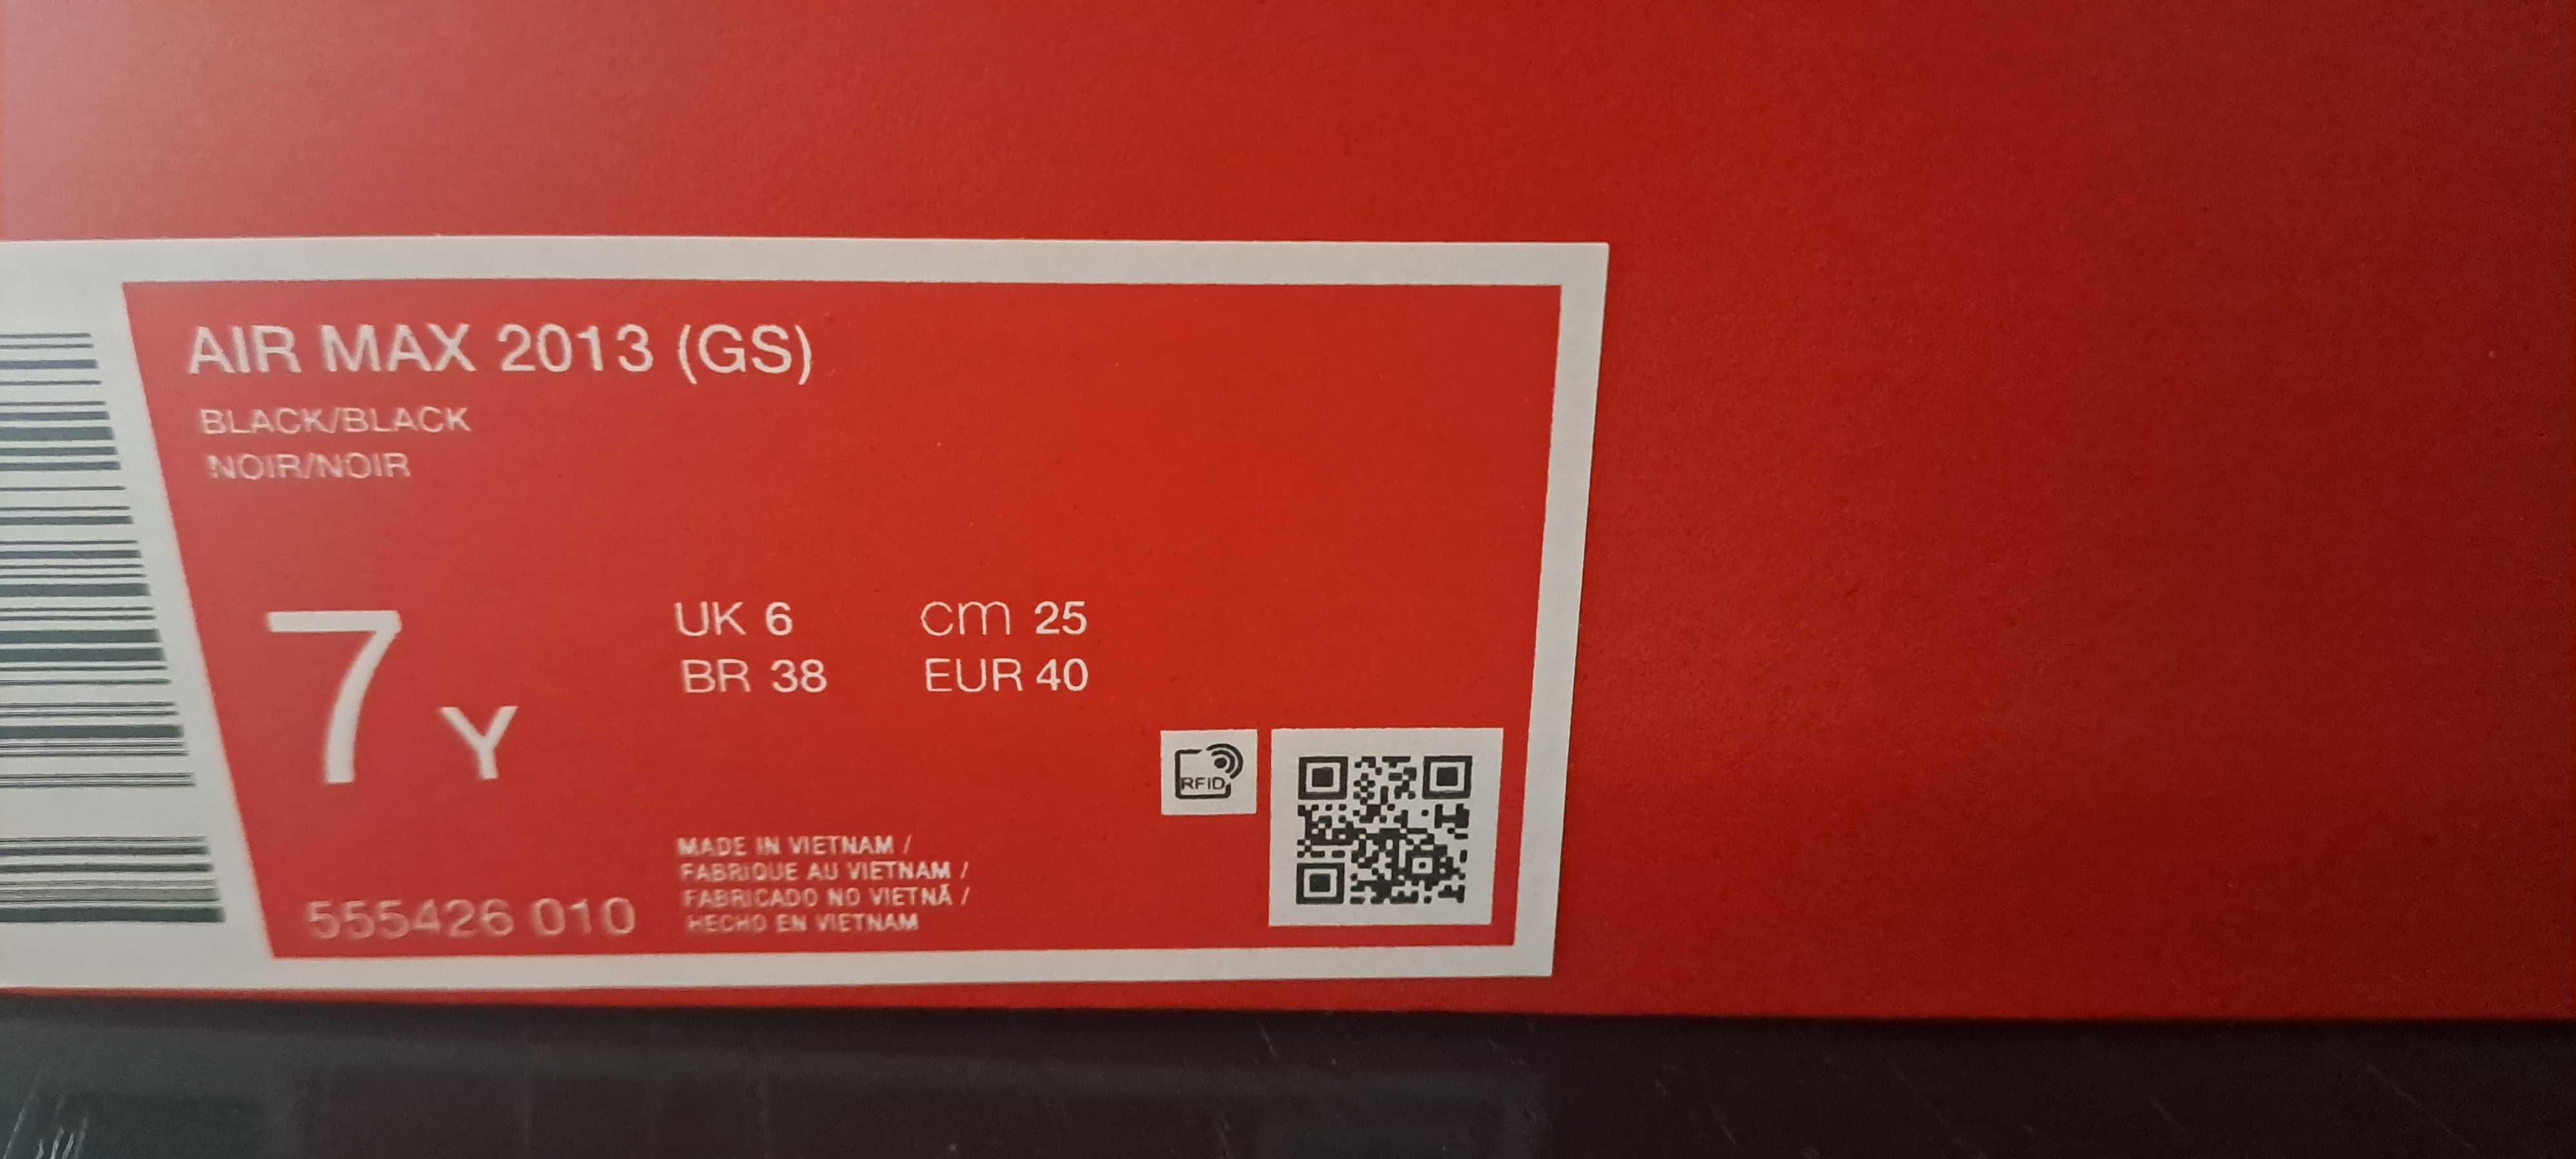 AIR MAX 2013 (GS)
BLACK/BLACK
NOIR/NOIR
7 Y
UK 6 cm 25
BR 38 EUR 40
RFID
MADE IN VIETNAM /
FABRIQUE AU VIETNAM /
FABRICADO NO VIETNÃ /
HECHO EN VIETNAM
555426 010